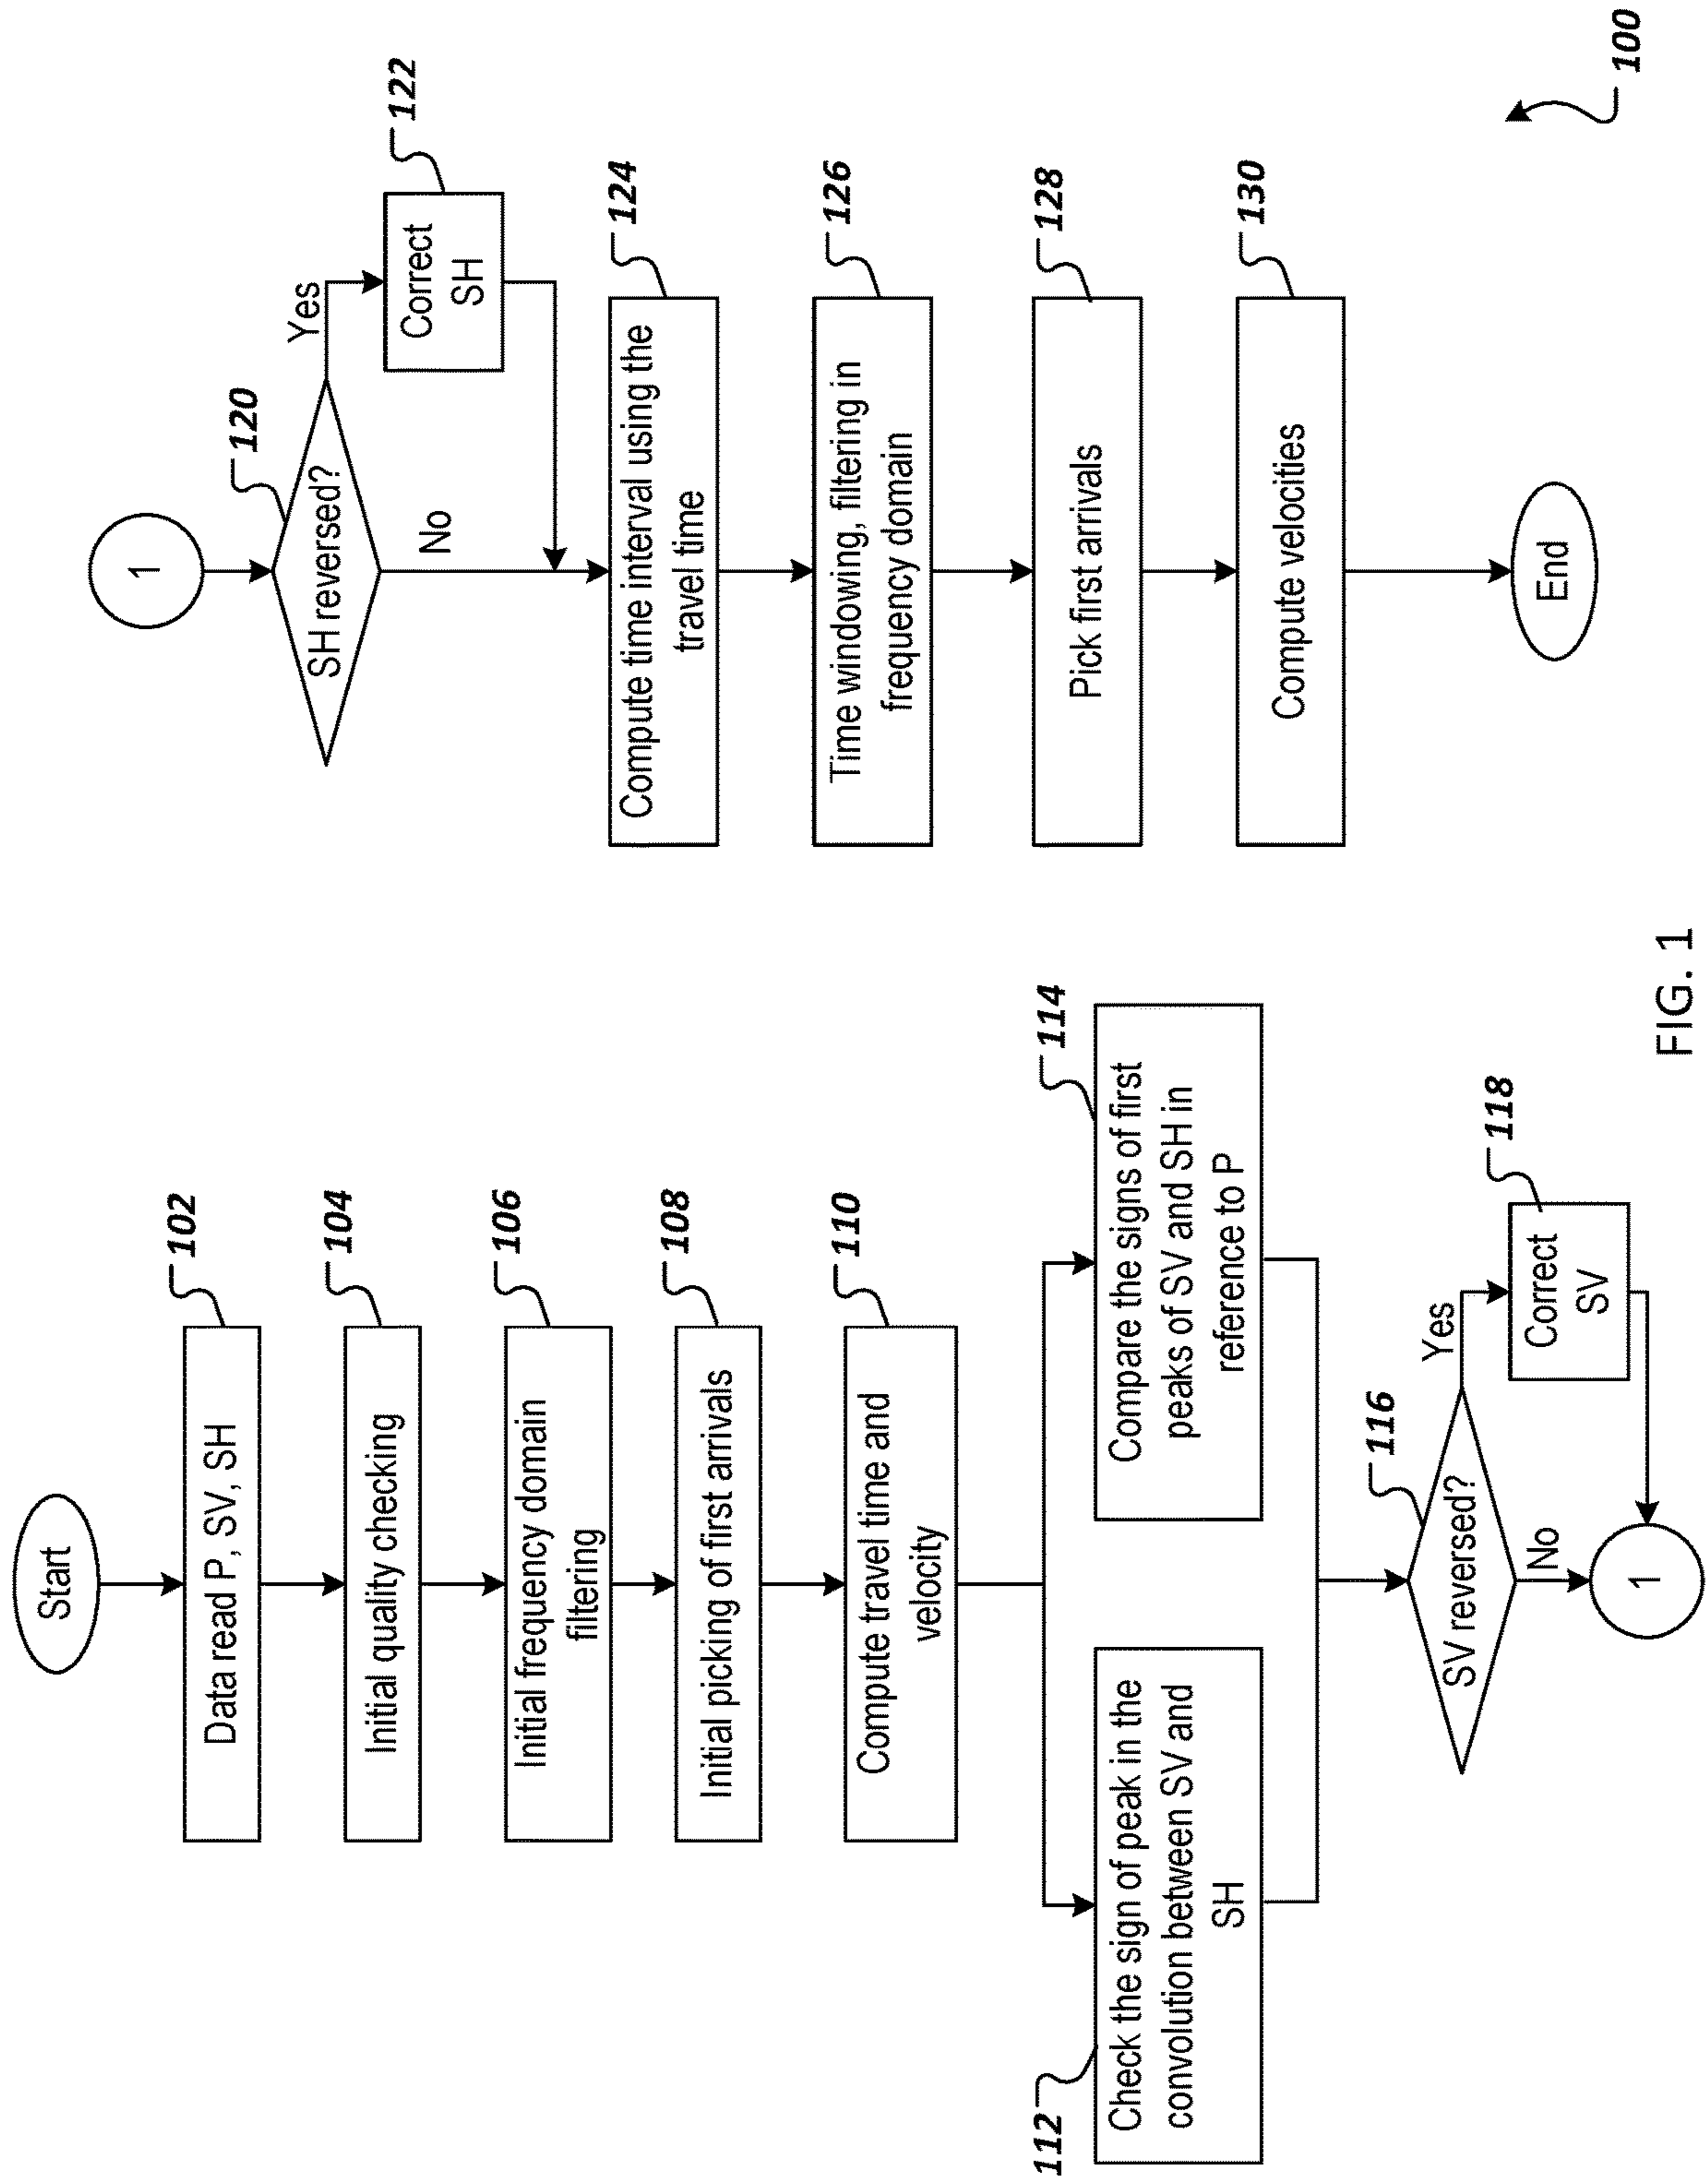 Start
102
Data read P, SV, SH
104
Initial quality checking
106
Initial frequency domain
filtering
108
Initial picking of first arrivals
110
Compute travel time and
velocity
112
Check the sign of peak in the
convolution between SV and
SH
114
Compare the signs of first
peaks of SV and SH in
reference to P
116
SV reversed?
Yes
No
118
Correct
SV
1
1
120
SH reversed?
Yes
No
122
Correct
SH
124
Compute time interval using the
travel time
126
Time windowing, filtering in
frequency domain
128
Pick first arrivals
130
Compute velocities
End
100
FIG. 1